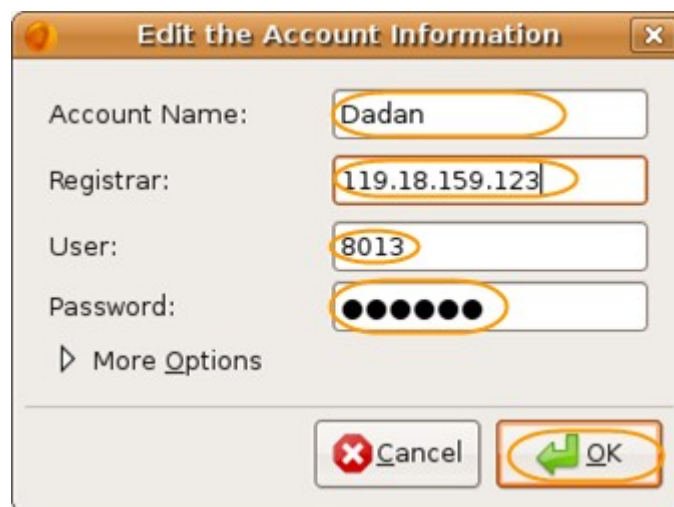 Edit the Account Information
Account Name: Dadan
Registrar: 119.18.159.123
User: 8013
Password: ●●●●●●
More Options
Cancel OK